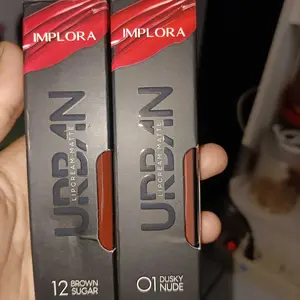 IMPLORA
URBAN
LIPCREAM MATTE
12 BROWN
SUGAR
IMPLORA
URBAN
LIPCREAM MATTE
01 DUSKY
NUDE